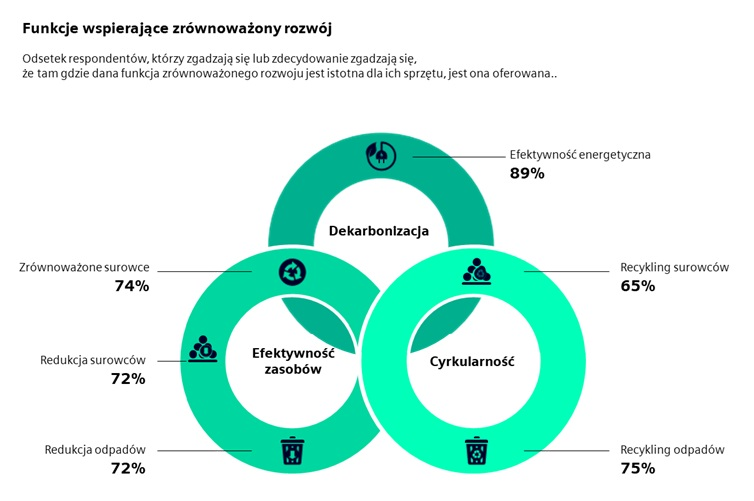 Funkcje wspierające zrównoważony rozwój
Odsetek respondentów, którzy zgadzają się lub zdecydowanie zgadzają się,
że tam gdzie dana funkcja zrównoważonego rozwoju jest istotna dla ich sprzętu, jest ona oferowana..
Efektywność energetyczna
89%
Dekarbonizacja
Zrównoważone surowce
74%
Recykling surowców
65%
Redukcja surowców
72%
Efektywność
zasobów
Cyrkularność
Redukcja odpadów
72%
Recykling odpadów
75%